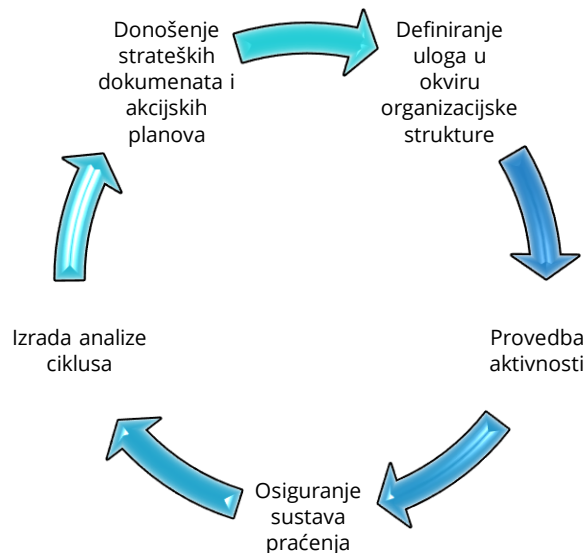 Donošenje
strateških
dokumenata i
akcijskih
planova
Definiranje
uloga u
okviru
organizacijske
strukture
Provedba
aktivnosti
Osiguranje
sustava
praćenja
Izrada analize
ciklusa